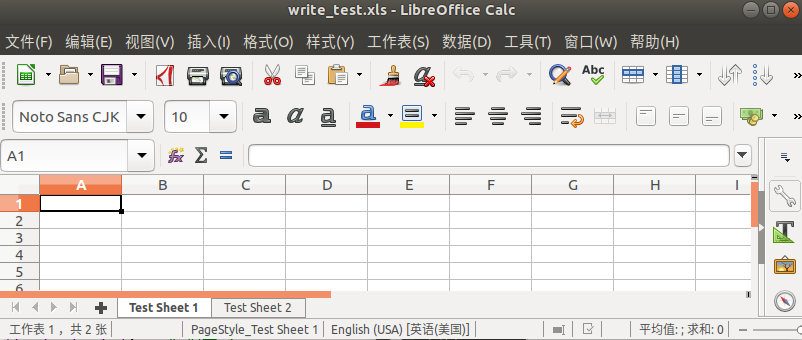 write_test.xls - LibreOffice Calc
文件(F) 编辑(E) 视图(V) 插入(I) 格式(O) 样式(Y) 工作表(S) 数据(D) 工具(T) 窗口(W) 帮助(H)
Abc
Noto Sans CJK 10 a a a a
A1 fx Σ =
A B C D E F G H I
1
2
3
4
5
6
Test Sheet 1 Test Sheet 2
工作表 1 ，共 2 张 PageStyle_Test Sheet 1 English (USA) [英语(美国)] 平均值: ; 求和: 0